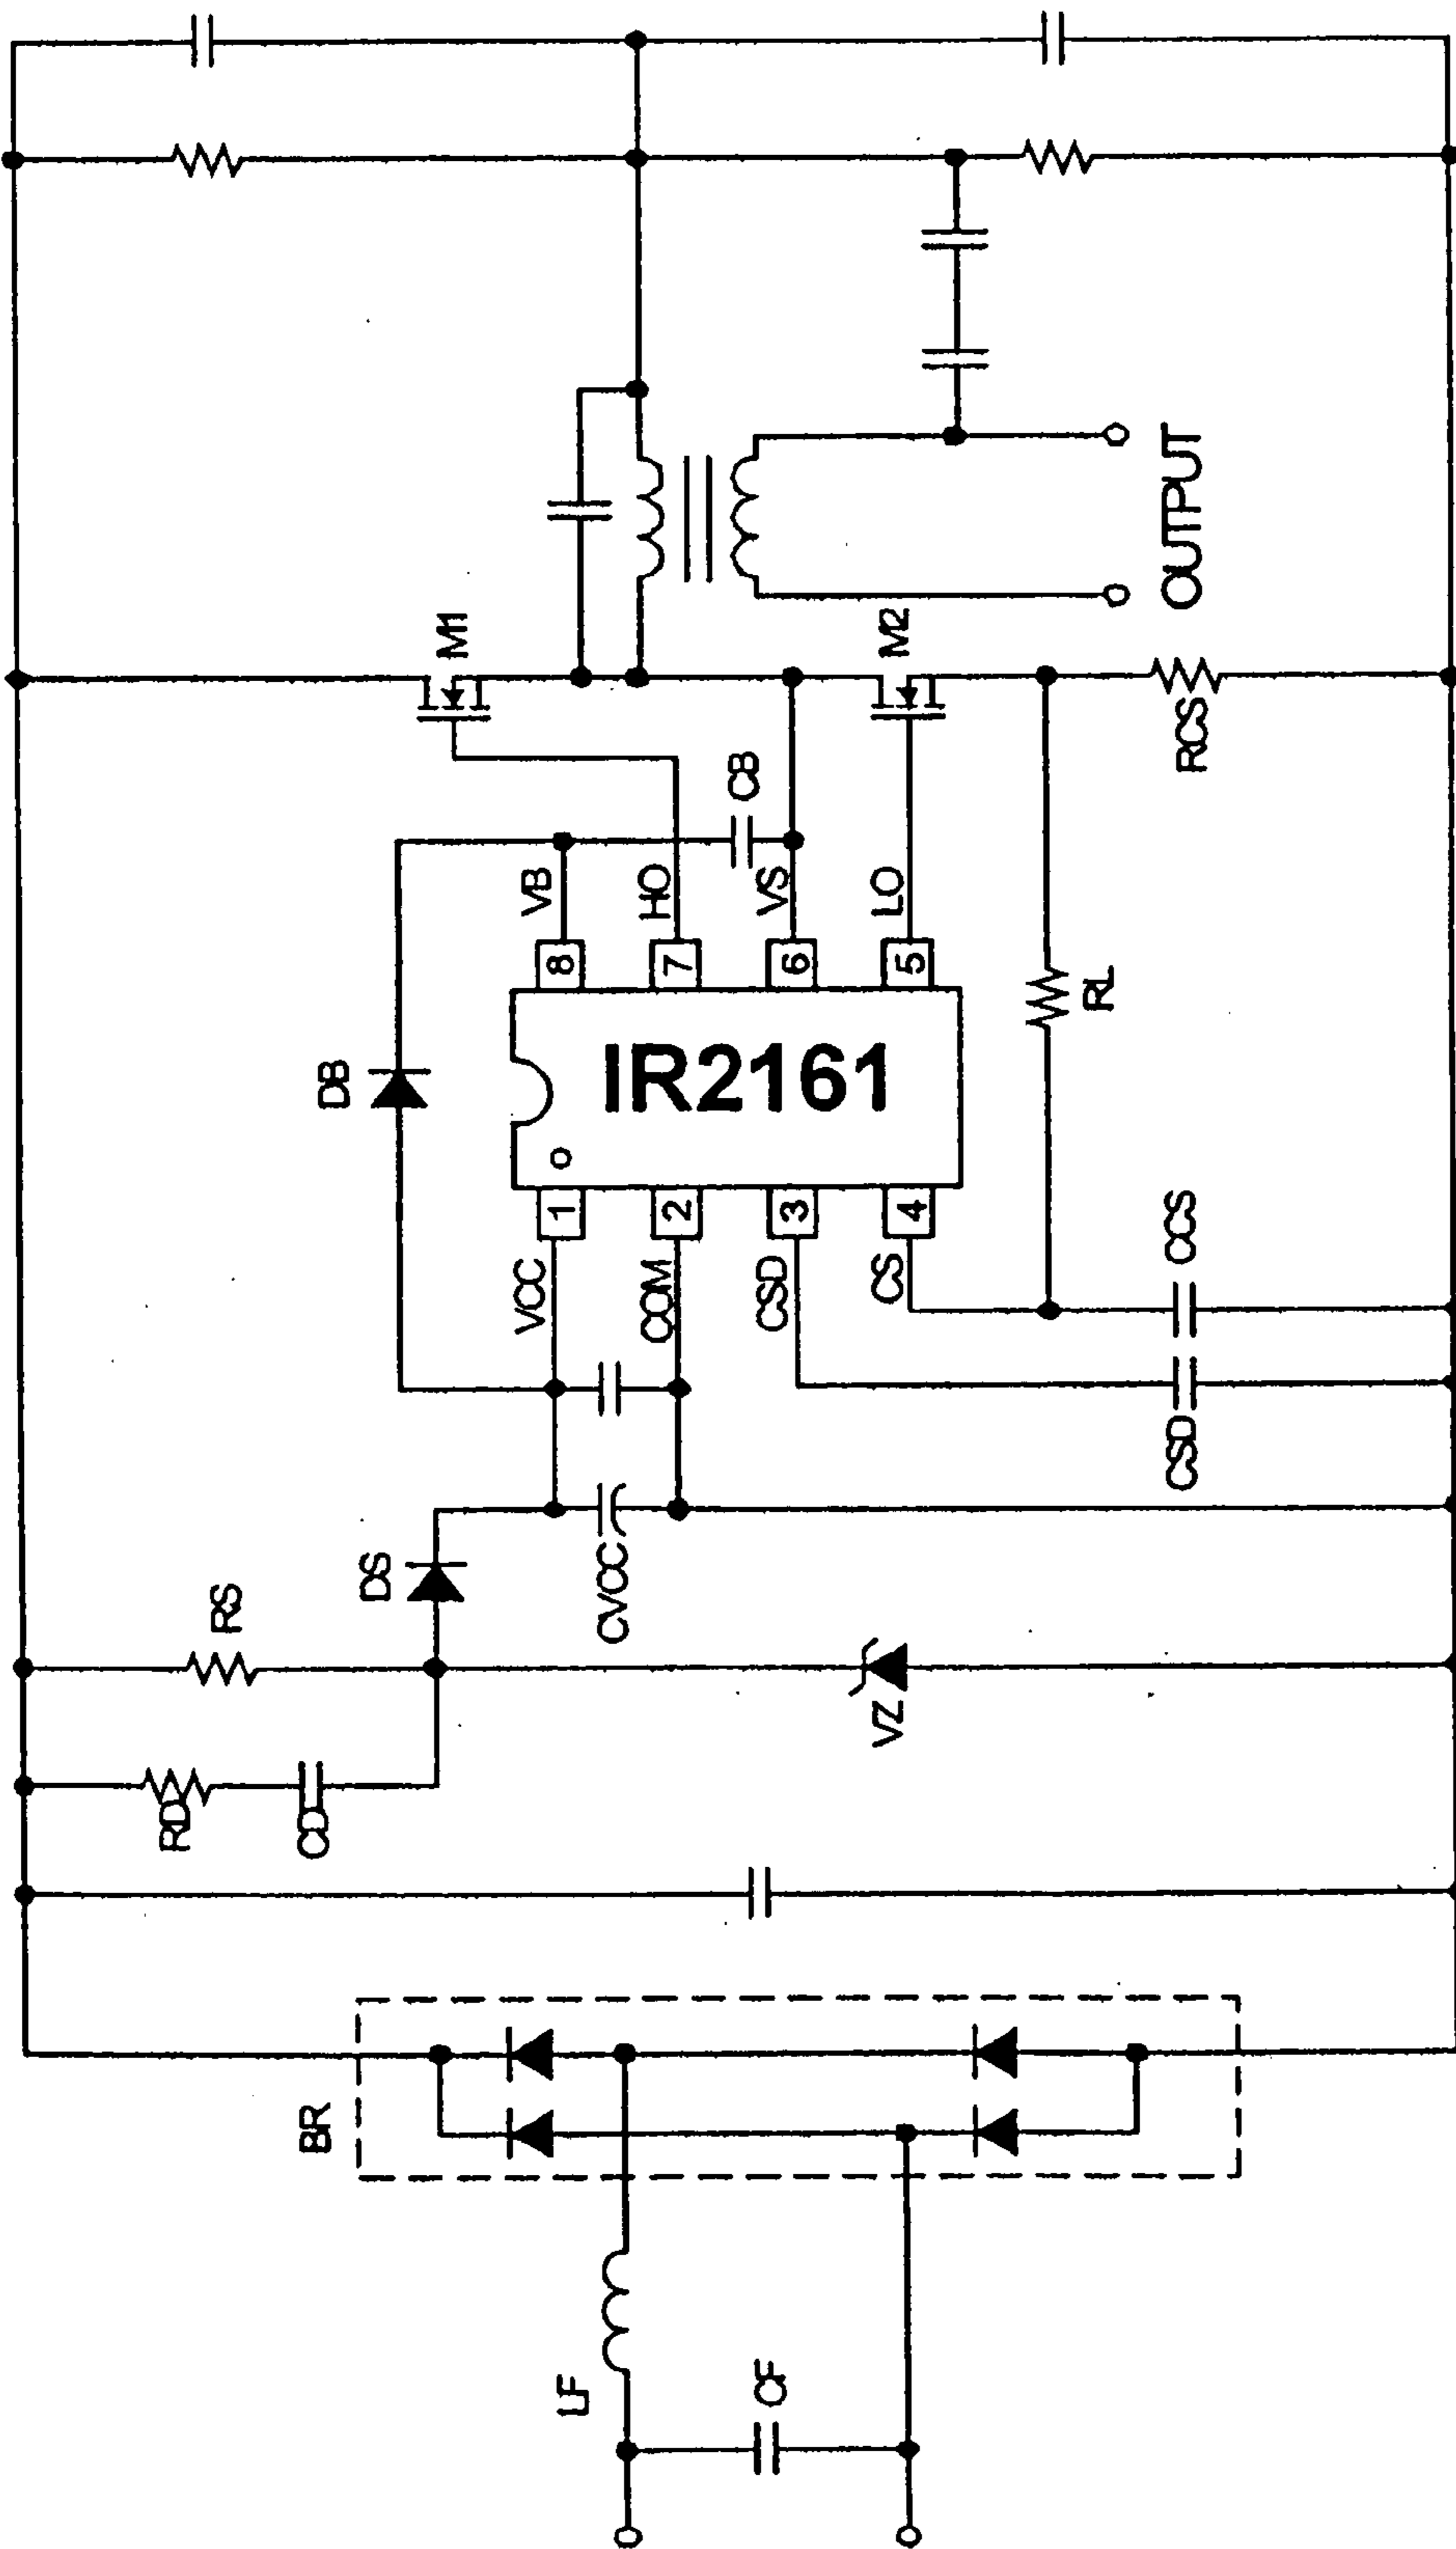 LF
CF
BR
RD
CD
RS
DS
CVCC
VZ
DB
VCC
COM
CSD
CS
1
2
3
4
IR2161
8
7
6
5
VB
HO
VS
LO
CB
CSD
CCS
RL
M1
M2
RCS
OUTPUT